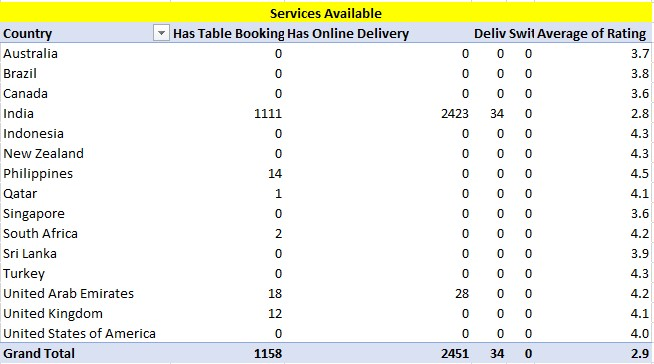 Services Available
Country Has Table Booking Has Online Delivery Deliv Swit Average of Rating
Australia 0 0 0 0 3.7
Brazil 0 0 0 0 3.8
Canada 0 0 0 0 3.6
India 1111 2423 34 0 2.8
Indonesia 0 0 0 0 4.3
New Zealand 0 0 0 0 4.3
Philippines 14 0 0 0 4.5
Qatar 1 0 0 0 4.1
Singapore 0 0 0 0 3.6
South Africa 2 0 0 0 4.2
Sri Lanka 0 0 0 0 3.9
Turkey 0 0 0 0 4.3
United Arab Emirates 18 28 0 0 4.2
United Kingdom 12 0 0 0 4.1
United States of America 0 0 0 0 4.0
Grand Total 1158 2451 34 0 2.9